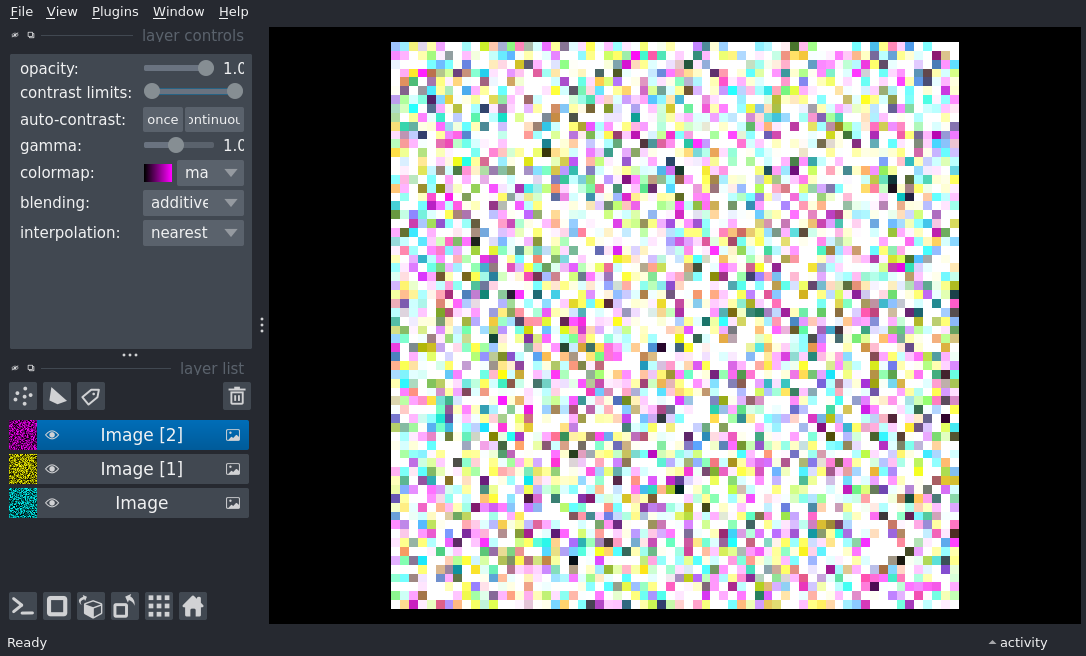 File View Plugins Window Help
layer controls
opacity: 1.0
contrast limits:
auto-contrast: once ontinuou
gamma: 1.0
colormap: ma
blending: additive
interpolation: nearest
layer list
Image [2]
Image [1]
Image
Ready
activity